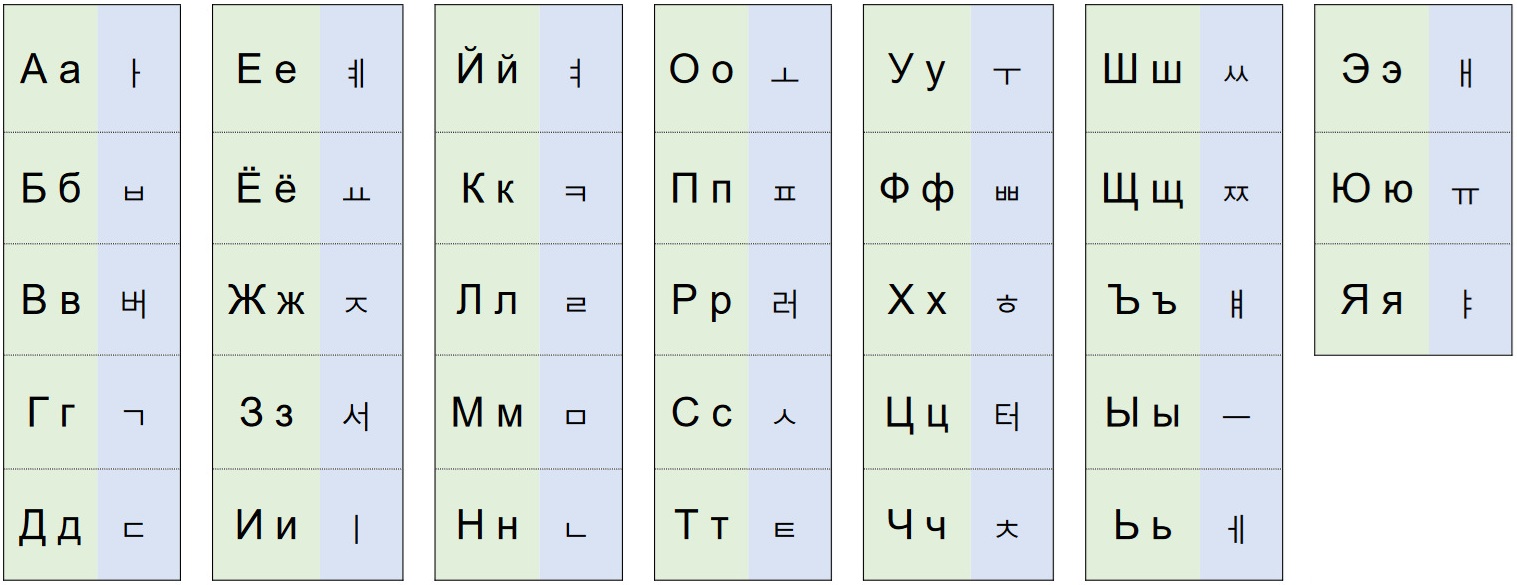 А а ㅏ
Б б ㅂ
В в 버
Г г ㄱ
Д д ㄷ
Е е ㅖ
Ё ё ㅛ
Ж ж ㅈ
З з 서
И и ㅣ
Й й ㅕ
К к ㅋ
Л л ㄹ
М м ㅁ
Н н ㄴ
О о ㅗ
П п ㅍ
Р р 러
С с ㅅ
Т т ㅌ
У у ㅜ
Ф ф ㅃ
Х х ㅎ
Ц ц 터
Ч ч ㅊ
Ш ш ㅆ
Щ щ ㅉ
Ъ ъ ㅒ
Ы ы ㅡ
Ь ь ㅔ
Э э ㅐ
Ю ю ㅠ
Я я ㅑ